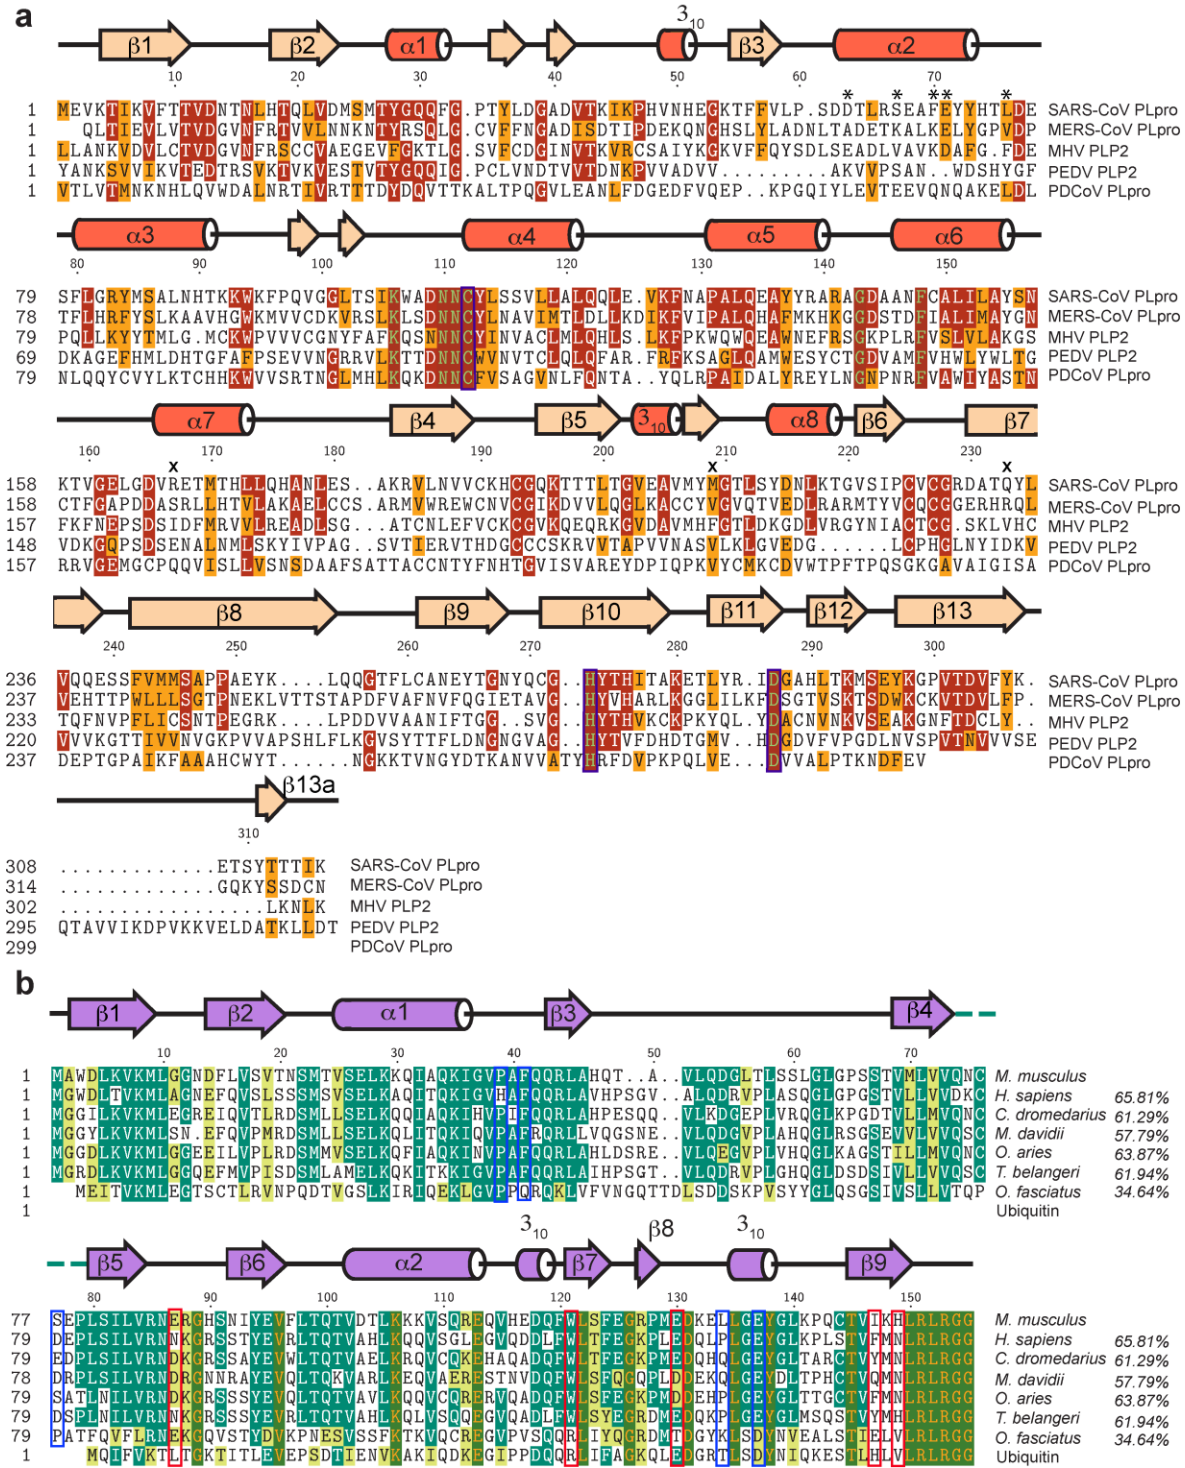 a
β1 β2 α1 3₁₀ β3 α2
10 20 30 40 50 60 70
* * ** *
1 MEVKTIKVFTTVDNTNLHTQLVDMSMTYGQQFG.PTYLDGADVTKIKPHVNHEGKTFFVLP.SDDTLRSEAFEYYHTLDE SARS-CoV PLpro
1 QLTIEVLVTVDGVNFRTVVLNNKNTYRSQLG.CVFFNGADISDTIPDEKQNGHSLYLADNLTADETKALKELYGPVDP MERS-CoV PLpro
1 LLANKVDVLCTVDGVNFRSCCVAEGEVFGKTLG.SVFCDGINVTKVRCSAIYKGKVFFQYSDLSEADLVAVKDAFG.FDE MHV PLP2
1 YANKSVVIKVTEDTRSVKTVKVESTVTYGQQIG.PCLVNDTVTDNKPVVADVV.........AKVVPSAN..WDSHYGF PEDV PLP2
1 VTLVTMNKNHLQVWDALNRTIVRTTTDYDQVTTKALTPQGVLEANLFDGEDFVQEP..KPGQIYLEVTEEVQNQAKELDL PDCoV PLpro
α3 α4 α5 α6
80 90 100 110 120 130 140 150
79 SFLGRYMSALNHTKKWKFPQVGGLTSIKWADNNCYLSSVLLALQQLE.VKFNAPALQEAYYRARAGDAANFCALILAYSN SARS-CoV PLpro
78 TFLHRFYSLKAAVHGWKMVVCDKVRSLKLSDNNCYLNAVIMTLDLLKDIKFVIPALQHAFMKHKGGDSTDFIALIMAYGN MERS-CoV PLpro
79 PQLLKYYTMLG.MCKWPVVVCGNYFAFKQSNNNCYINVACLMLQHLS.LKFPKWQWQEAWNEFRSGKPLRFVSLVLAKGS MHV PLP2
69 DKAGEFHMLDHTGFAFPSEVVNGRRVLKTTDNNCWVNVTCLQLQFAR.FRFKSAGLQAMWESYCTGDVAMFVHWLYWLTG PEDV PLP2
79 NLQQYCVYLKTCHHKWVVSRTNGLMHLKQKDNNCFVSAGVNLFQNTA..YQLRPAIDALYREYLNGNPNRFVAWIYASTN PDCoV PLpro
α7 β4 β5 3₁₀ α8 β6 β7
160 170 180 190 200 210 220 230
x x x
158 KTVGELGDVRETMTHLLQHANLES..AKRVLNVVCKHCGQKTTTLTGVEAVMYMGTLSYDNLKTGVSIPCVCGRDATQYL SARS-CoV PLpro
158 CTFGAPDDASRLLHTVLAKAELCCS.ARMVWREWCNVCGIKDVVLQGLKACCYVGVQTVEDLRARMTYVCQCGGERHRQL MERS-CoV PLpro
157 FKFNEPSDSIDFMRVVLREADLSG...ATCNLEFVCKCGVKQEQRKGVDAVMHFGTLDKGDLVRGYNIACTCG.SKLVHC MHV PLP2
148 VDKGQPSDSENALNMLSKYIVPAG..SVTIERVTHDGCCCSKRVVTAPVVNASVLKLGVEDG......LCPHGLNYIDKV PEDV PLP2
157 RRVGEMGCPQQVISLLVSNSDAAFSATTACCNTYFNHTGVISVAREYDPIQPKVYCMKCDVWTPFTPQSGKGAVAIGISA PDCoV PLpro
β8 β9 β10 β11 β12 β13
240 250 260 270 280 290 300
236 VQQESSFVMMSAPPAEYK....LQQGTFLCANEYTGNYQCG..HYTHITAKETLYR.IDGAHLTKMSEYKGPVTDVFYK. SARS-CoV PLpro
237 VEHTTPWLLLSGTPNEKLVTTSTAPDFVAFNVFQGIETAVG..HYVHARLKGGLILKFDSGTVSKTSDWKCKVTDVLFP. MERS-CoV PLpro
233 TQFNVPFLICSNTPEGRK....LPDDVVAANIFTGG..SVG..HYTHVKCKPKYQL.YDACNVNKVSEAKGNFTDCLY.. MHV PLP2
220 VVVKGTTIVVNVGKPVVAPSHLFLKGVSYTTFLDNGNGVAG..HYTVFDHDTGMV..HDGDVFVPGDLNVSPVTNVVVSE PEDV PLP2
237 DEPTGPAIKFAAAHCWYT......NGKKTVNGYDTKANVVATYHRFDVPKPQLVE...DVVALPTKNDFEV PDCoV PLpro
β13a
310
308 .............ETSYTTTIK SARS-CoV PLpro
314 .............GQKYSSDCN MERS-CoV PLpro
302 .................LKNLK MHV PLP2
295 QTAVVIKDPVKKVELDATKLLDT PEDV PLP2
299 PDCoV PLpro
b
β1 β2 α1 β3 β4
10 20 30 40 50 60 70
1 MAWDLKVKMLGGNDFLVSVTNSMTVSELKKQIAQKIGVPAFQQRLAHQT..A..VLQDGLTLSSLGLGPSSTVMLVVQNC M. musculus
1 MGWDLTVKMLAGNEFQVSLSSSMSVSELKAQITQKIGVHAFQQRLAVHPSGV..ALQDRVPLASQGLGPGSTVLLVVDKC H. sapiens 65.81%
1 MGGILKVKMLEGREIQVTLRDSMLLSELKQQIAQKIHVPIFQQRLAHPESQQ..VLKDGEPLVRQGLKPGDTVLLMVQNC C. dromedarius 61.29%
1 MGGYLKVKMLSN.EFQVPMRDSMLLSELKQLITQKIQVPAFRQRLLVQGSNE..VLQDGVPLAHQGLRSGSEVVLVVQSC M. davidii 57.79%
1 MGGDLKVKMLGGEEILVPLRDSMLLSELKQFIAQKINVPAFQQRLAHLDSRE..VLQEGVPLVHQGLKAGSTILLMVQNC O. aries 63.87%
1 MGRDLKVKMLGGQEFMVPISDSMLAMELKQKITKKIGVPAFQQRLAIHPSGT..VLQDRVPLGHQGLDSDSIVLLVVQSC T. belangeri 61.94%
1 MEITVKMLEGTSCTLRVNPQDTVGSLKIRIQEKLGVPPQRQKLVFVNGQTTDLSDDSKPVSYYGLQSGSIVSLLVTQP O. fasciatus 34.64%
1 Ubiquitin
β5 β6 α2 3₁₀ β7 β8 3₁₀ β9
80 90 100 110 120 130 140 150
77 SEPLSILVRNERGHSNIYEVFLTQTVDTLKKKVSQREQVHEDQFWLSFEGRPMEDKELLGEYGLKPQCTVIKHLRLRGG M. musculus
79 DEPLSILVRNNKGRSSTYEVRLTQTVAHLKQQVSGLEGVQDDLFWLTFEGKPLEDQLPLGEYGLKPLSTVFMNLRLRGG H. sapiens 65.81%
79 EDPLSILVRNDKGRSSAYEVWLTQTVAELKRQVCQKEHAQADQFWLTFEGKPMEDQHQLGEYGLTARCTVYMNLRLRGG C. dromedarius 61.29%
78 DRPLSILVRNDRGNNRAYEVQLTQKVARLKEQVAERESTNVDQFWLSFQGQPLDDEHQLGEYDLTPHCTVQMNLRLRGG M. davidii 57.79%
79 SATLNILVRNDKGRSSSYEVQLTQTVAVLKQQVCQRERVQADQFWLSFEGRPMDDEHPLGEYGLTTGCTVFMNLRLRGG O. aries 63.87%
79 DSPLNILVRNNKGRSSSYEVRLTQTVAHLKQLVSQQEGVQADLFWLSYEGRDMEDQKPLGEYGLMSQSTVYMHLRLRGG T. belangeri 61.94%
79 PATFQVFLRNEKGQVSTYDVKPNESVSSFKTKVQDREGVPVSQQRLIYQGRDMQTDGYKLSDYNVEALSTIELVLRLRGG O. fasciatus 34.64%
1 MQIFVKTLTGKTITLEVEPSDTIENVKAKIQDKEGIPPDQQRLIFAGKQLEDGRTLSDYNIQKESTLHLVLRLRGG Ubiquitin